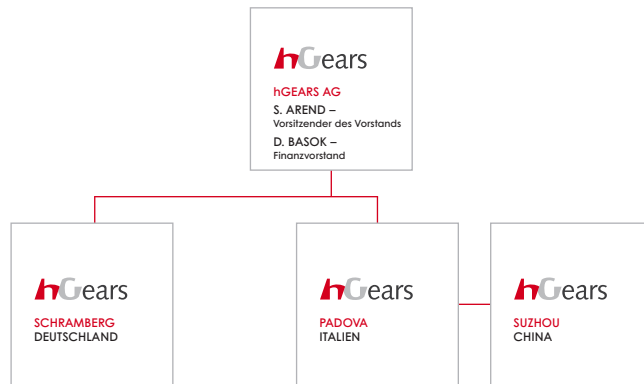 hGears
hGEARS AG
S. AREND –
Vorsitzender des Vorstands
D. BASOK –
Finanzvorstand
hGears
SCHRAMBERG
DEUTSCHLAND
hGears
PADOVA
ITALIEN
hGears
SUZHOU
CHINA